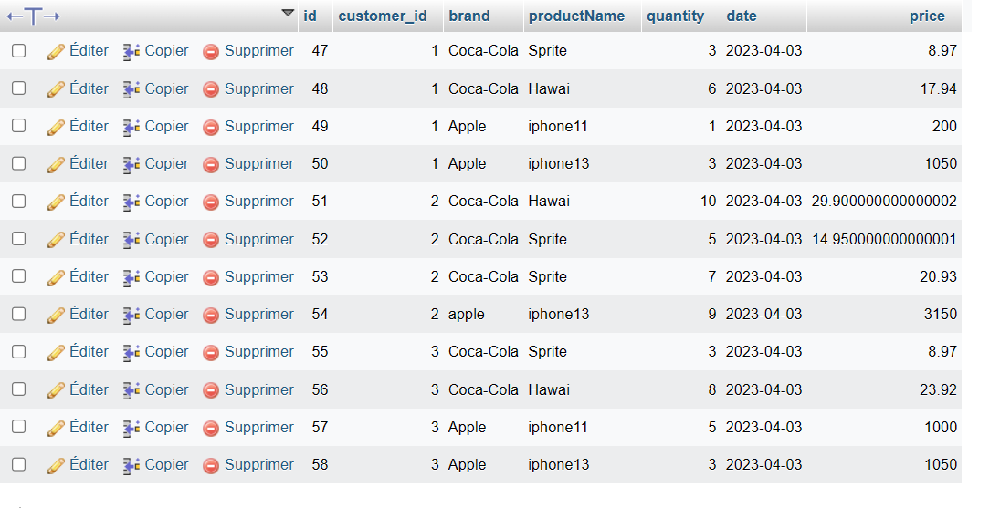 id customer_id brand productName quantity date price
Éditer Copier Supprimer 47 1 Coca-Cola Sprite 3 2023-04-03 8.97
Éditer Copier Supprimer 48 1 Coca-Cola Hawai 6 2023-04-03 17.94
Éditer Copier Supprimer 49 1 Apple iphone11 1 2023-04-03 200
Éditer Copier Supprimer 50 1 Apple iphone13 3 2023-04-03 1050
Éditer Copier Supprimer 51 2 Coca-Cola Hawai 10 2023-04-03 29.900000000000002
Éditer Copier Supprimer 52 2 Coca-Cola Sprite 5 2023-04-03 14.950000000000001
Éditer Copier Supprimer 53 2 Coca-Cola Sprite 7 2023-04-03 20.93
Éditer Copier Supprimer 54 2 apple iphone13 9 2023-04-03 3150
Éditer Copier Supprimer 55 3 Coca-Cola Sprite 3 2023-04-03 8.97
Éditer Copier Supprimer 56 3 Coca-Cola Hawai 8 2023-04-03 23.92
Éditer Copier Supprimer 57 3 Apple iphone11 5 2023-04-03 1000
Éditer Copier Supprimer 58 3 Apple iphone13 3 2023-04-03 1050